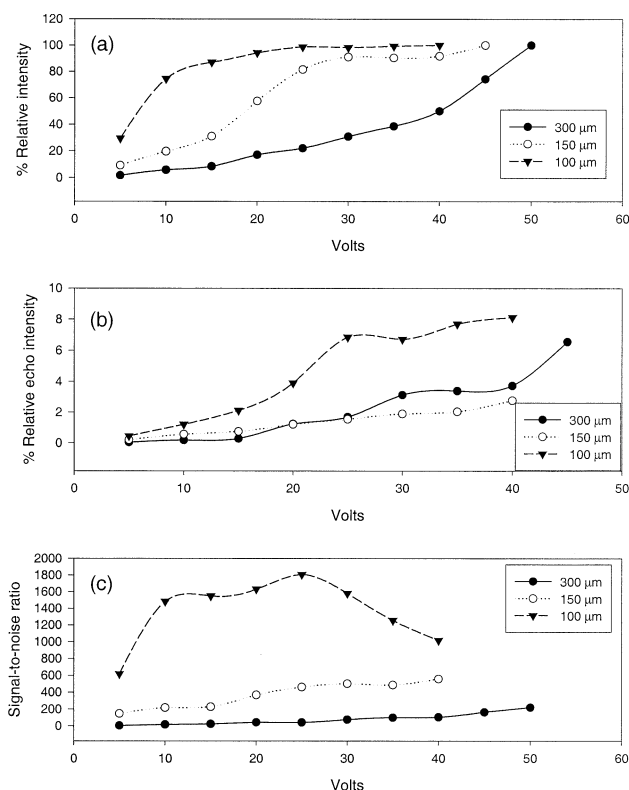 (a)
% Relative intensity
120
100
80
60
40
20
0
0 10 20 30 40 50 60
Volts
300 μm
150 μm
100 μm
(b)
% Relative echo intensity
10
8
6
4
2
0
0 10 20 30 40 50 60
Volts
300 μm
150 μm
100 μm
(c)
Signal-to-noise ratio
2000
1800
1600
1400
1200
1000
800
600
400
200
0
0 10 20 30 40 50 60
Volts
300 μm
150 μm
100 μm